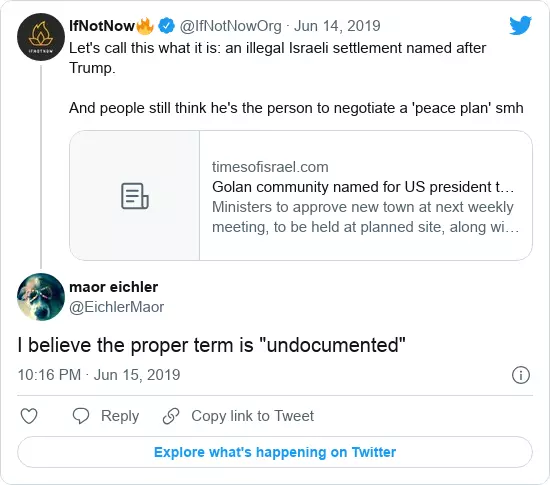 IfNotNow🔥 @IfNotNowOrg · Jun 14, 2019
Let's call this what it is: an illegal Israeli settlement named after
Trump.
And people still think he's the person to negotiate a 'peace plan' smh
timesofisrael.com
Golan community named for US president t…
Ministers to approve new town at next weekly
meeting, to be held at planned site, along wi…
maor eichler
@EichlerMaor
I believe the proper term is "undocumented"
10:16 PM · Jun 15, 2019
Reply
Copy link to Tweet
Explore what's happening on Twitter
IFNOTNOW